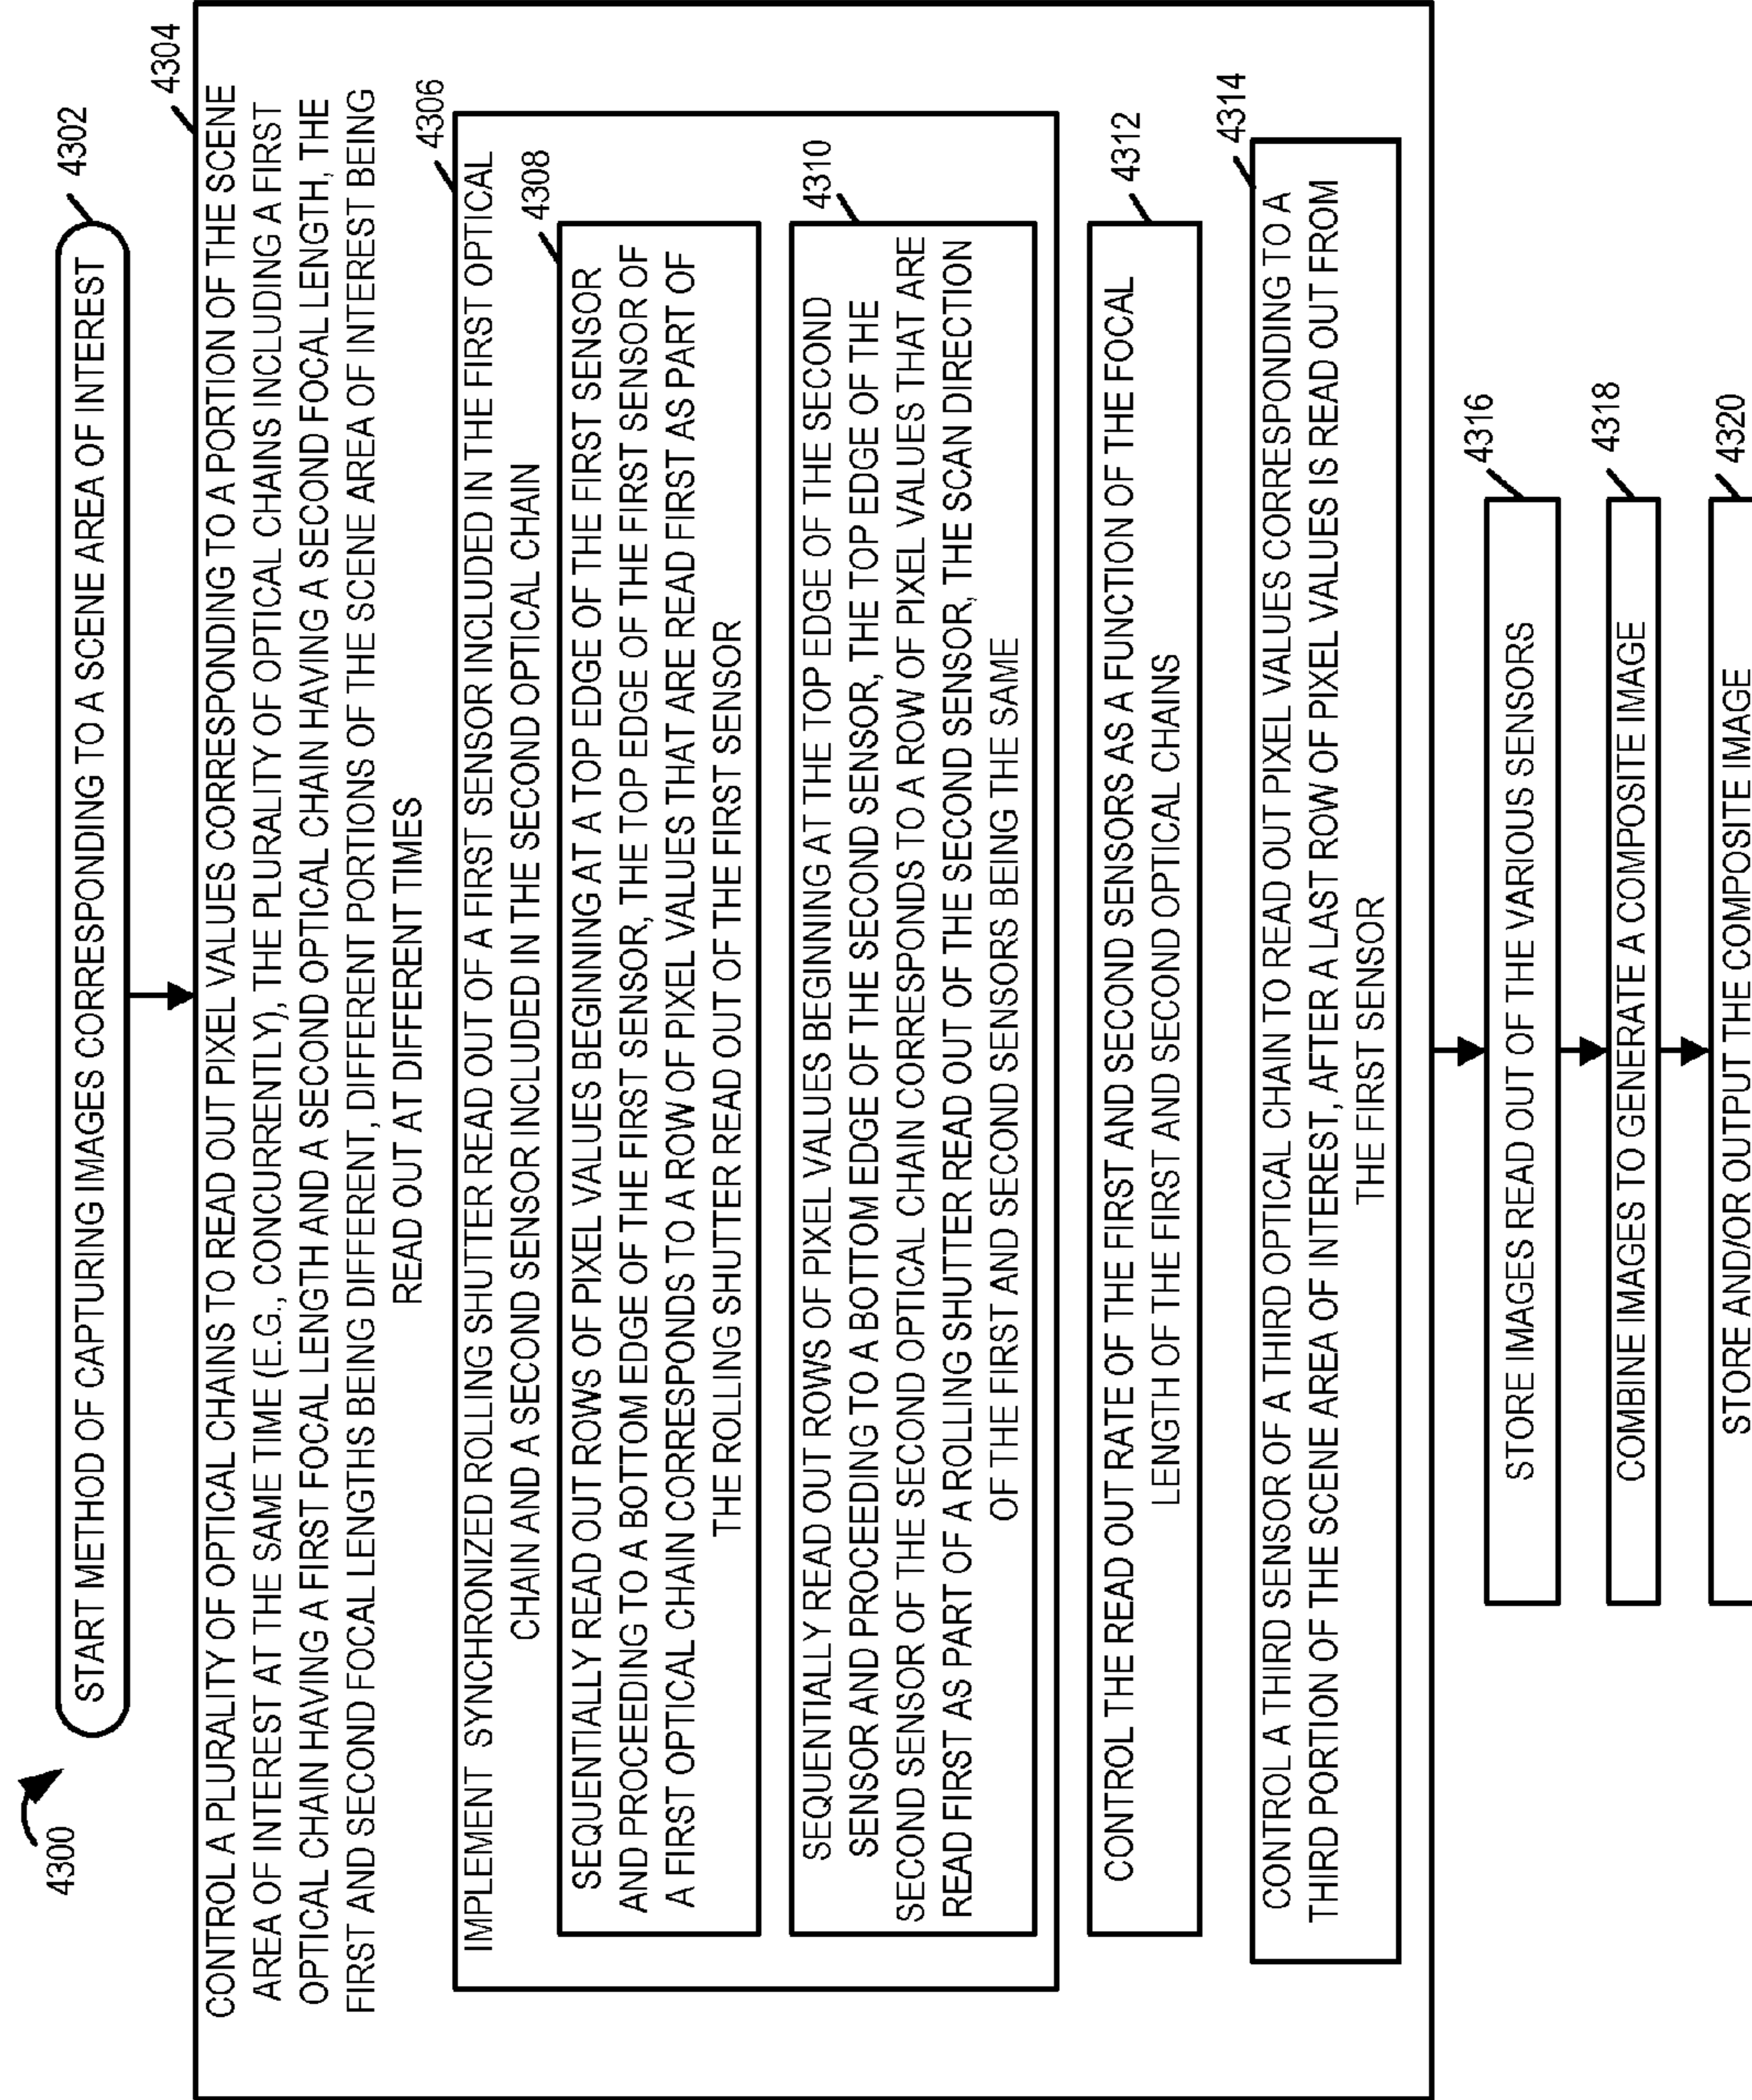 4300
START METHOD OF CAPTURING IMAGES CORRESPONDING TO A SCENE AREA OF INTEREST
4302
4304
CONTROL A PLURALITY OF OPTICAL CHAINS TO READ OUT PIXEL VALUES CORRESPONDING TO A PORTION OF THE SCENE
AREA OF INTEREST AT THE SAME TIME (E.G., CONCURRENTLY), THE PLURALITY OF OPTICAL CHAINS INCLUDING A FIRST
OPTICAL CHAIN HAVING A FIRST FOCAL LENGTH AND A SECOND OPTICAL CHAIN HAVING A SECOND FOCAL LENGTH, THE
FIRST AND SECOND FOCAL LENGTHS BEING DIFFERENT, DIFFERENT PORTIONS OF THE SCENE AREA OF INTEREST BEING
READ OUT AT DIFFERENT TIMES
4306
IMPLEMENT SYNCHRONIZED ROLLING SHUTTER READ OUT OF A FIRST SENSOR INCLUDED IN THE FIRST OPTICAL
CHAIN AND A SECOND SENSOR INCLUDED IN THE SECOND OPTICAL CHAIN
4308
SEQUENTIALLY READ OUT ROWS OF PIXEL VALUES BEGINNING AT A TOP EDGE OF THE FIRST SENSOR
AND PROCEEDING TO A BOTTOM EDGE OF THE FIRST SENSOR, THE TOP EDGE OF THE FIRST SENSOR OF
A FIRST OPTICAL CHAIN CORRESPONDS TO A ROW OF PIXEL VALUES THAT ARE READ FIRST AS PART OF
THE ROLLING SHUTTER READ OUT OF THE FIRST SENSOR
4310
SEQUENTIALLY READ OUT ROWS OF PIXEL VALUES BEGINNING AT THE TOP EDGE OF THE SECOND
SENSOR AND PROCEEDING TO A BOTTOM EDGE OF THE SECOND SENSOR, THE TOP EDGE OF THE
SECOND SENSOR OF THE SECOND OPTICAL CHAIN CORRESPONDS TO A ROW OF PIXEL VALUES THAT ARE
READ FIRST AS PART OF A ROLLING SHUTTER READ OUT OF THE SECOND SENSOR, THE SCAN DIRECTION
OF THE FIRST AND SECOND SENSORS BEING THE SAME
4312
CONTROL THE READ OUT RATE OF THE FIRST AND SECOND SENSORS AS A FUNCTION OF THE FOCAL
LENGTH OF THE FIRST AND SECOND OPTICAL CHAINS
4314
CONTROL A THIRD SENSOR OF A THIRD OPTICAL CHAIN TO READ OUT PIXEL VALUES CORRESPONDING TO A
THIRD PORTION OF THE SCENE AREA OF INTEREST, AFTER A LAST ROW OF PIXEL VALUES IS READ OUT FROM
THE FIRST SENSOR
4316
STORE IMAGES READ OUT OF THE VARIOUS SENSORS
4318
COMBINE IMAGES TO GENERATE A COMPOSITE IMAGE
4320
STORE AND/OR OUTPUT THE COMPOSITE IMAGE